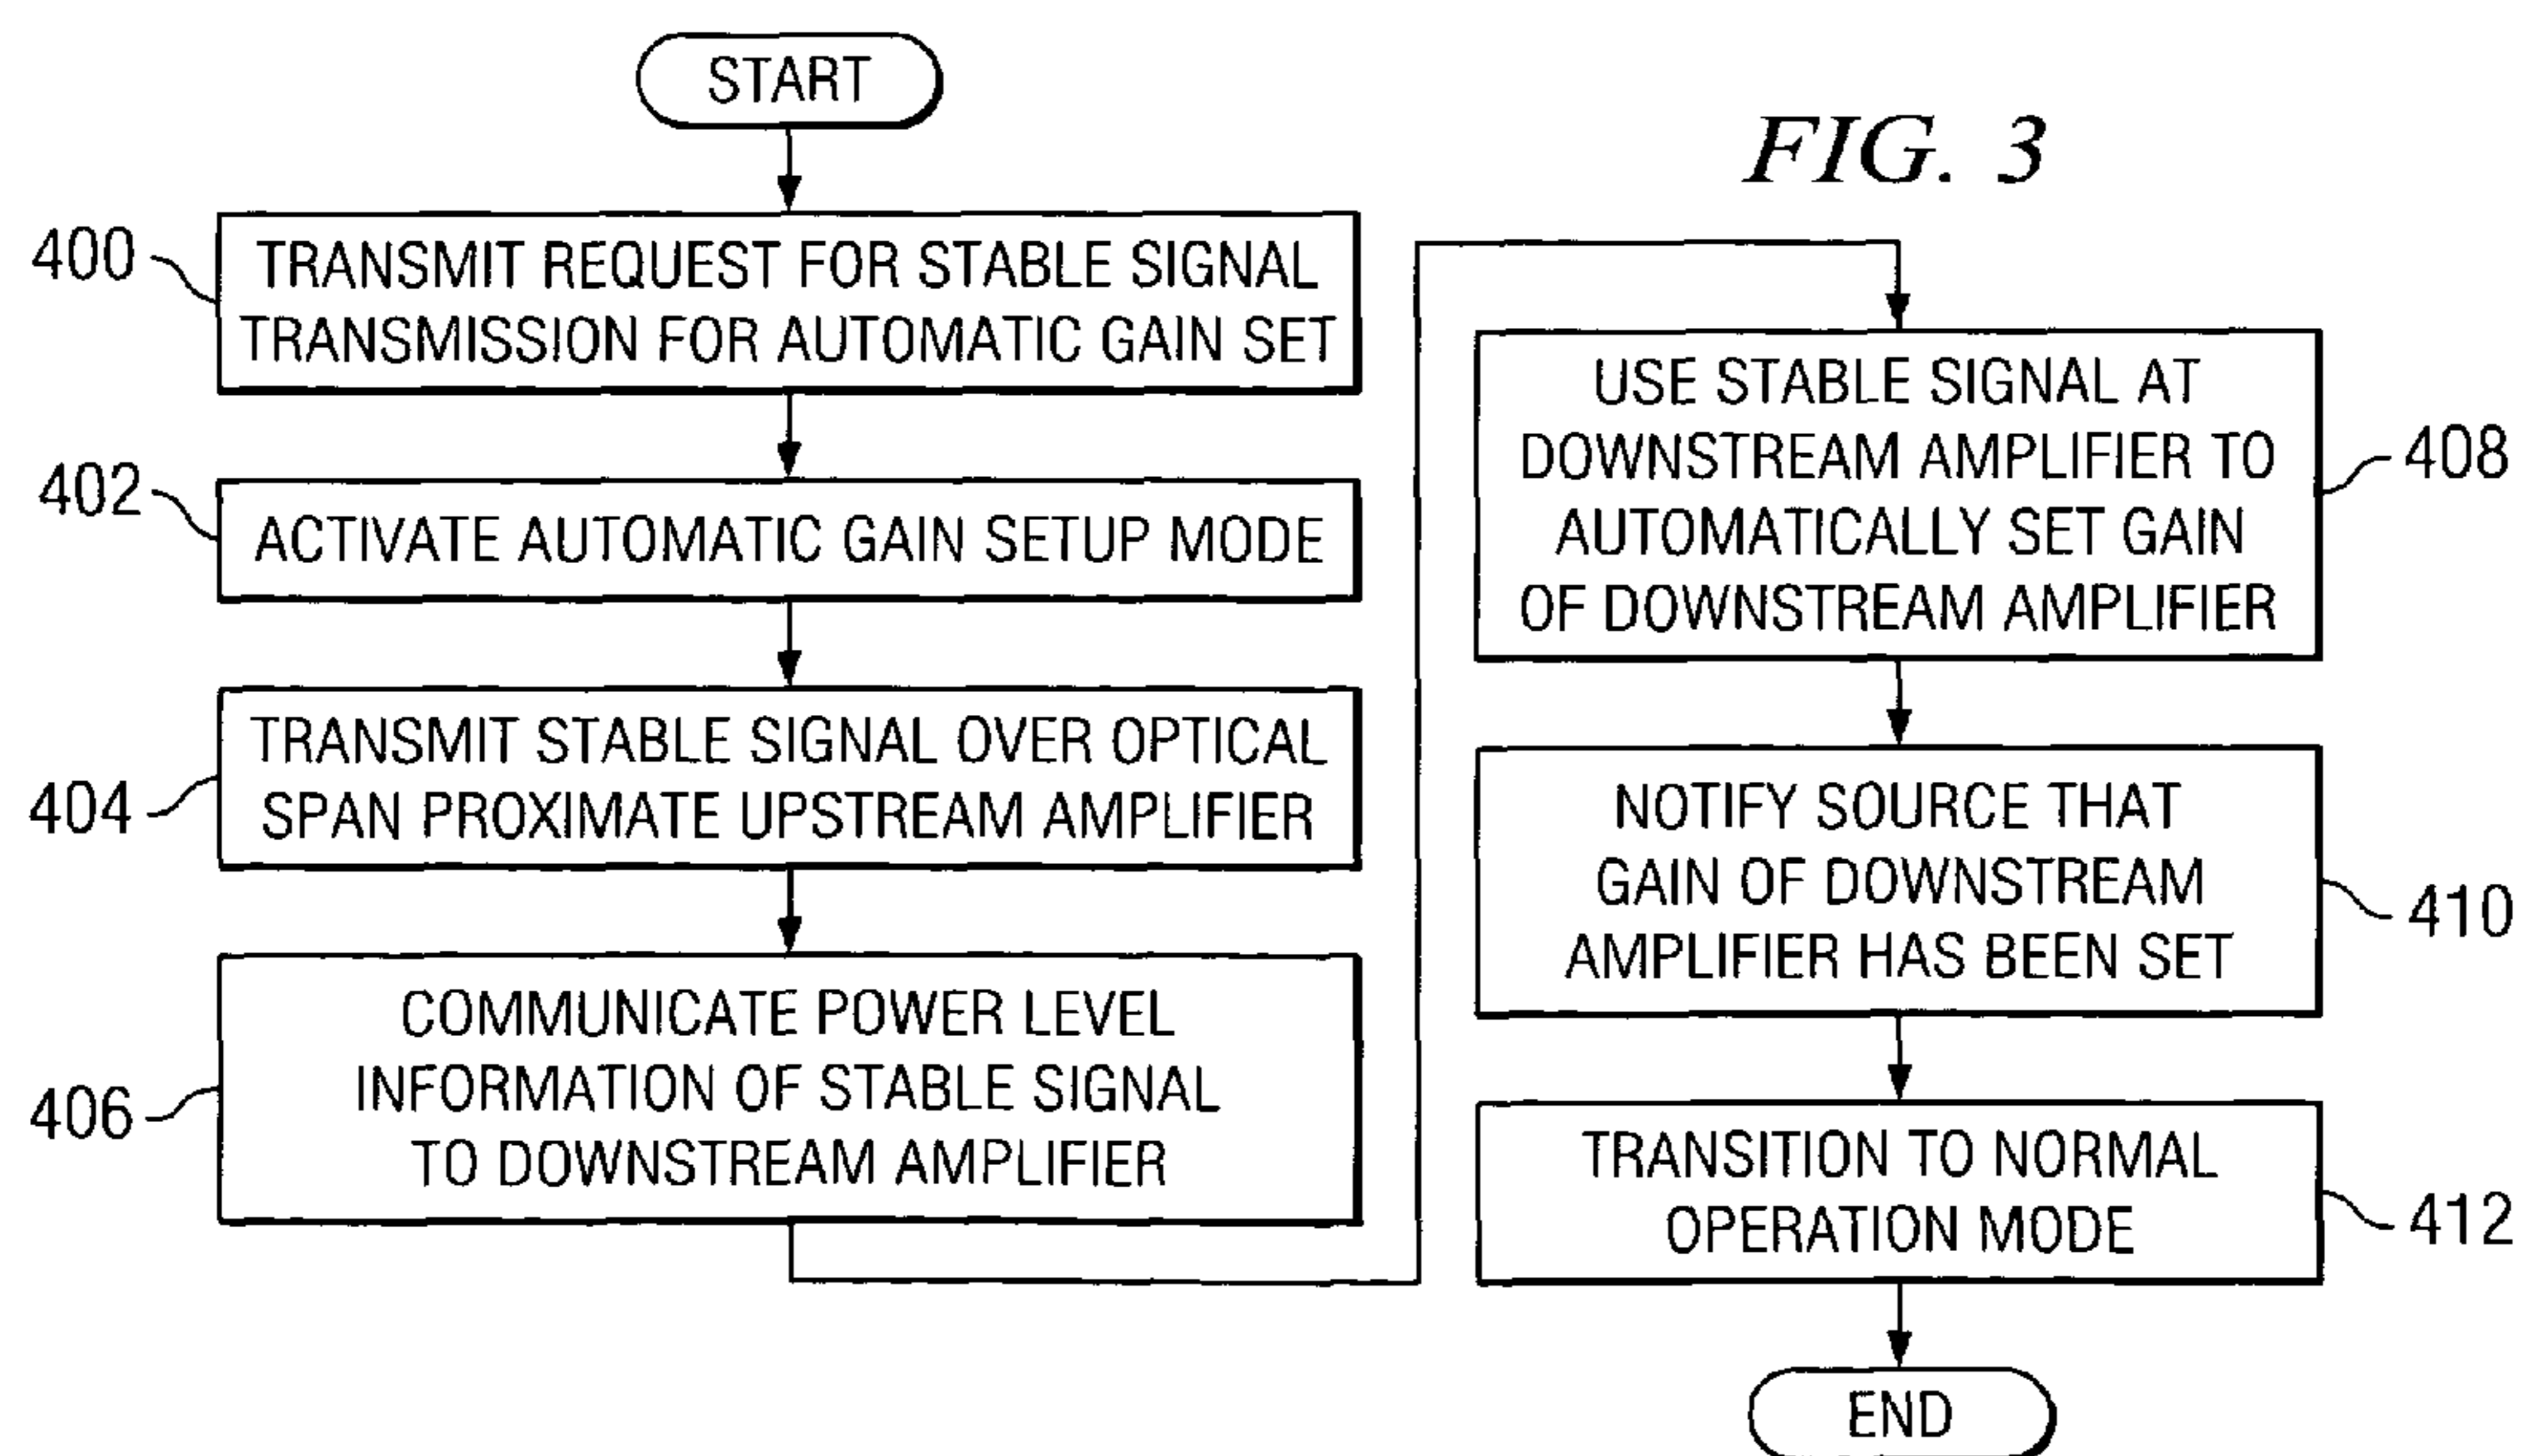 START
FIG. 3
400
TRANSMIT REQUEST FOR STABLE SIGNAL
TRANSMISSION FOR AUTOMATIC GAIN SET
402
ACTIVATE AUTOMATIC GAIN SETUP MODE
404
TRANSMIT STABLE SIGNAL OVER OPTICAL
SPAN PROXIMATE UPSTREAM AMPLIFIER
406
COMMUNICATE POWER LEVEL
INFORMATION OF STABLE SIGNAL
TO DOWNSTREAM AMPLIFIER
USE STABLE SIGNAL AT
DOWNSTREAM AMPLIFIER TO
AUTOMATICALLY SET GAIN
OF DOWNSTREAM AMPLIFIER
408
NOTIFY SOURCE THAT
GAIN OF DOWNSTREAM
AMPLIFIER HAS BEEN SET
410
TRANSITION TO NORMAL
OPERATION MODE
412
END